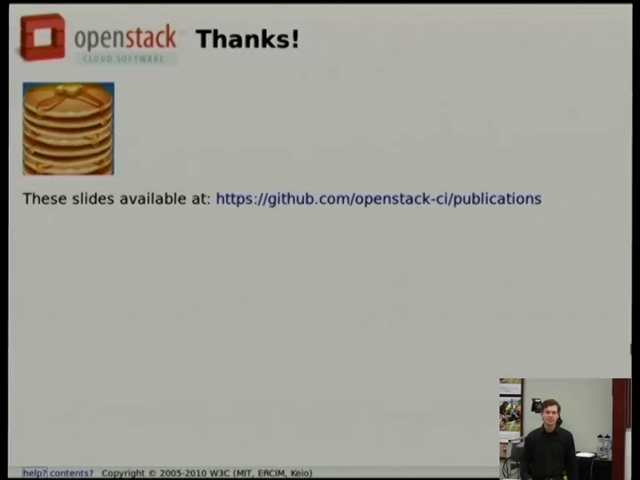 openstack
CLOUD SOFTWARE
Thanks!
These slides available at: https://github.com/openstack-ci/publications
help? contents? Copyright © 2005-2010 W3C (MIT, ERCIM, Keio)